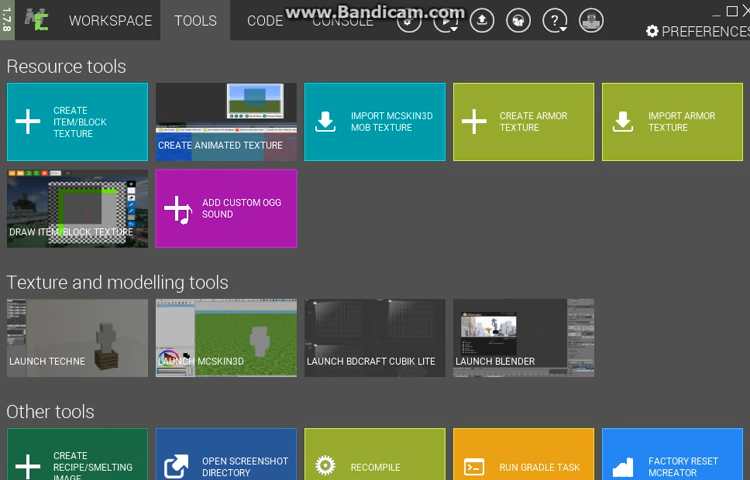 www.Bandicam.com
1.7.8
WORKSPACE
TOOLS
CODE
CONSOLE
PREFERENCES
Resource tools
CREATE
ITEM/BLOCK
TEXTURE
CREATE ANIMATED TEXTURE
IMPORT MCSKIN3D
MOB TEXTURE
CREATE ARMOR
TEXTURE
IMPORT ARMOR
TEXTURE
DRAW ITEM/BLOCK TEXTURE
ADD CUSTOM OGG
SOUND
Texture and modelling tools
LAUNCH TECHNE
LAUNCH MCSKIN3D
LAUNCH BDCRAFT CUBIK LITE
LAUNCH BLENDER
Other tools
CREATE
RECIPE/SMELTING
IMAGE
OPEN SCREENSHOT
DIRECTORY
RECOMPILE
RUN GRADLE TASK
FACTORY RESET
MCREATOR